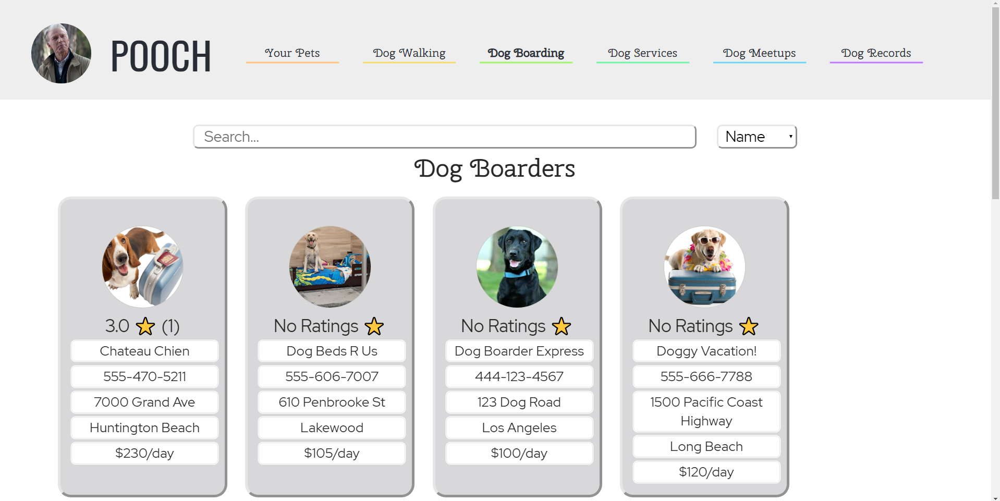 POOCH
Your Pets
Dog Walking
Dog Boarding
Dog Services
Dog Meetups
Dog Records
Search...
Name
Dog Boarders
3.0 ⭐ (1)
Chateau Chien
555-470-5211
7000 Grand Ave
Huntington Beach
$230/day
No Ratings ⭐
Dog Beds R Us
555-606-7007
610 Penbrooke St
Lakewood
$105/day
No Ratings ⭐
Dog Boarder Express
444-123-4567
123 Dog Road
Los Angeles
$100/day
No Ratings ⭐
Doggy Vacation!
555-666-7788
1500 Pacific Coast
Highway
Long Beach
$120/day